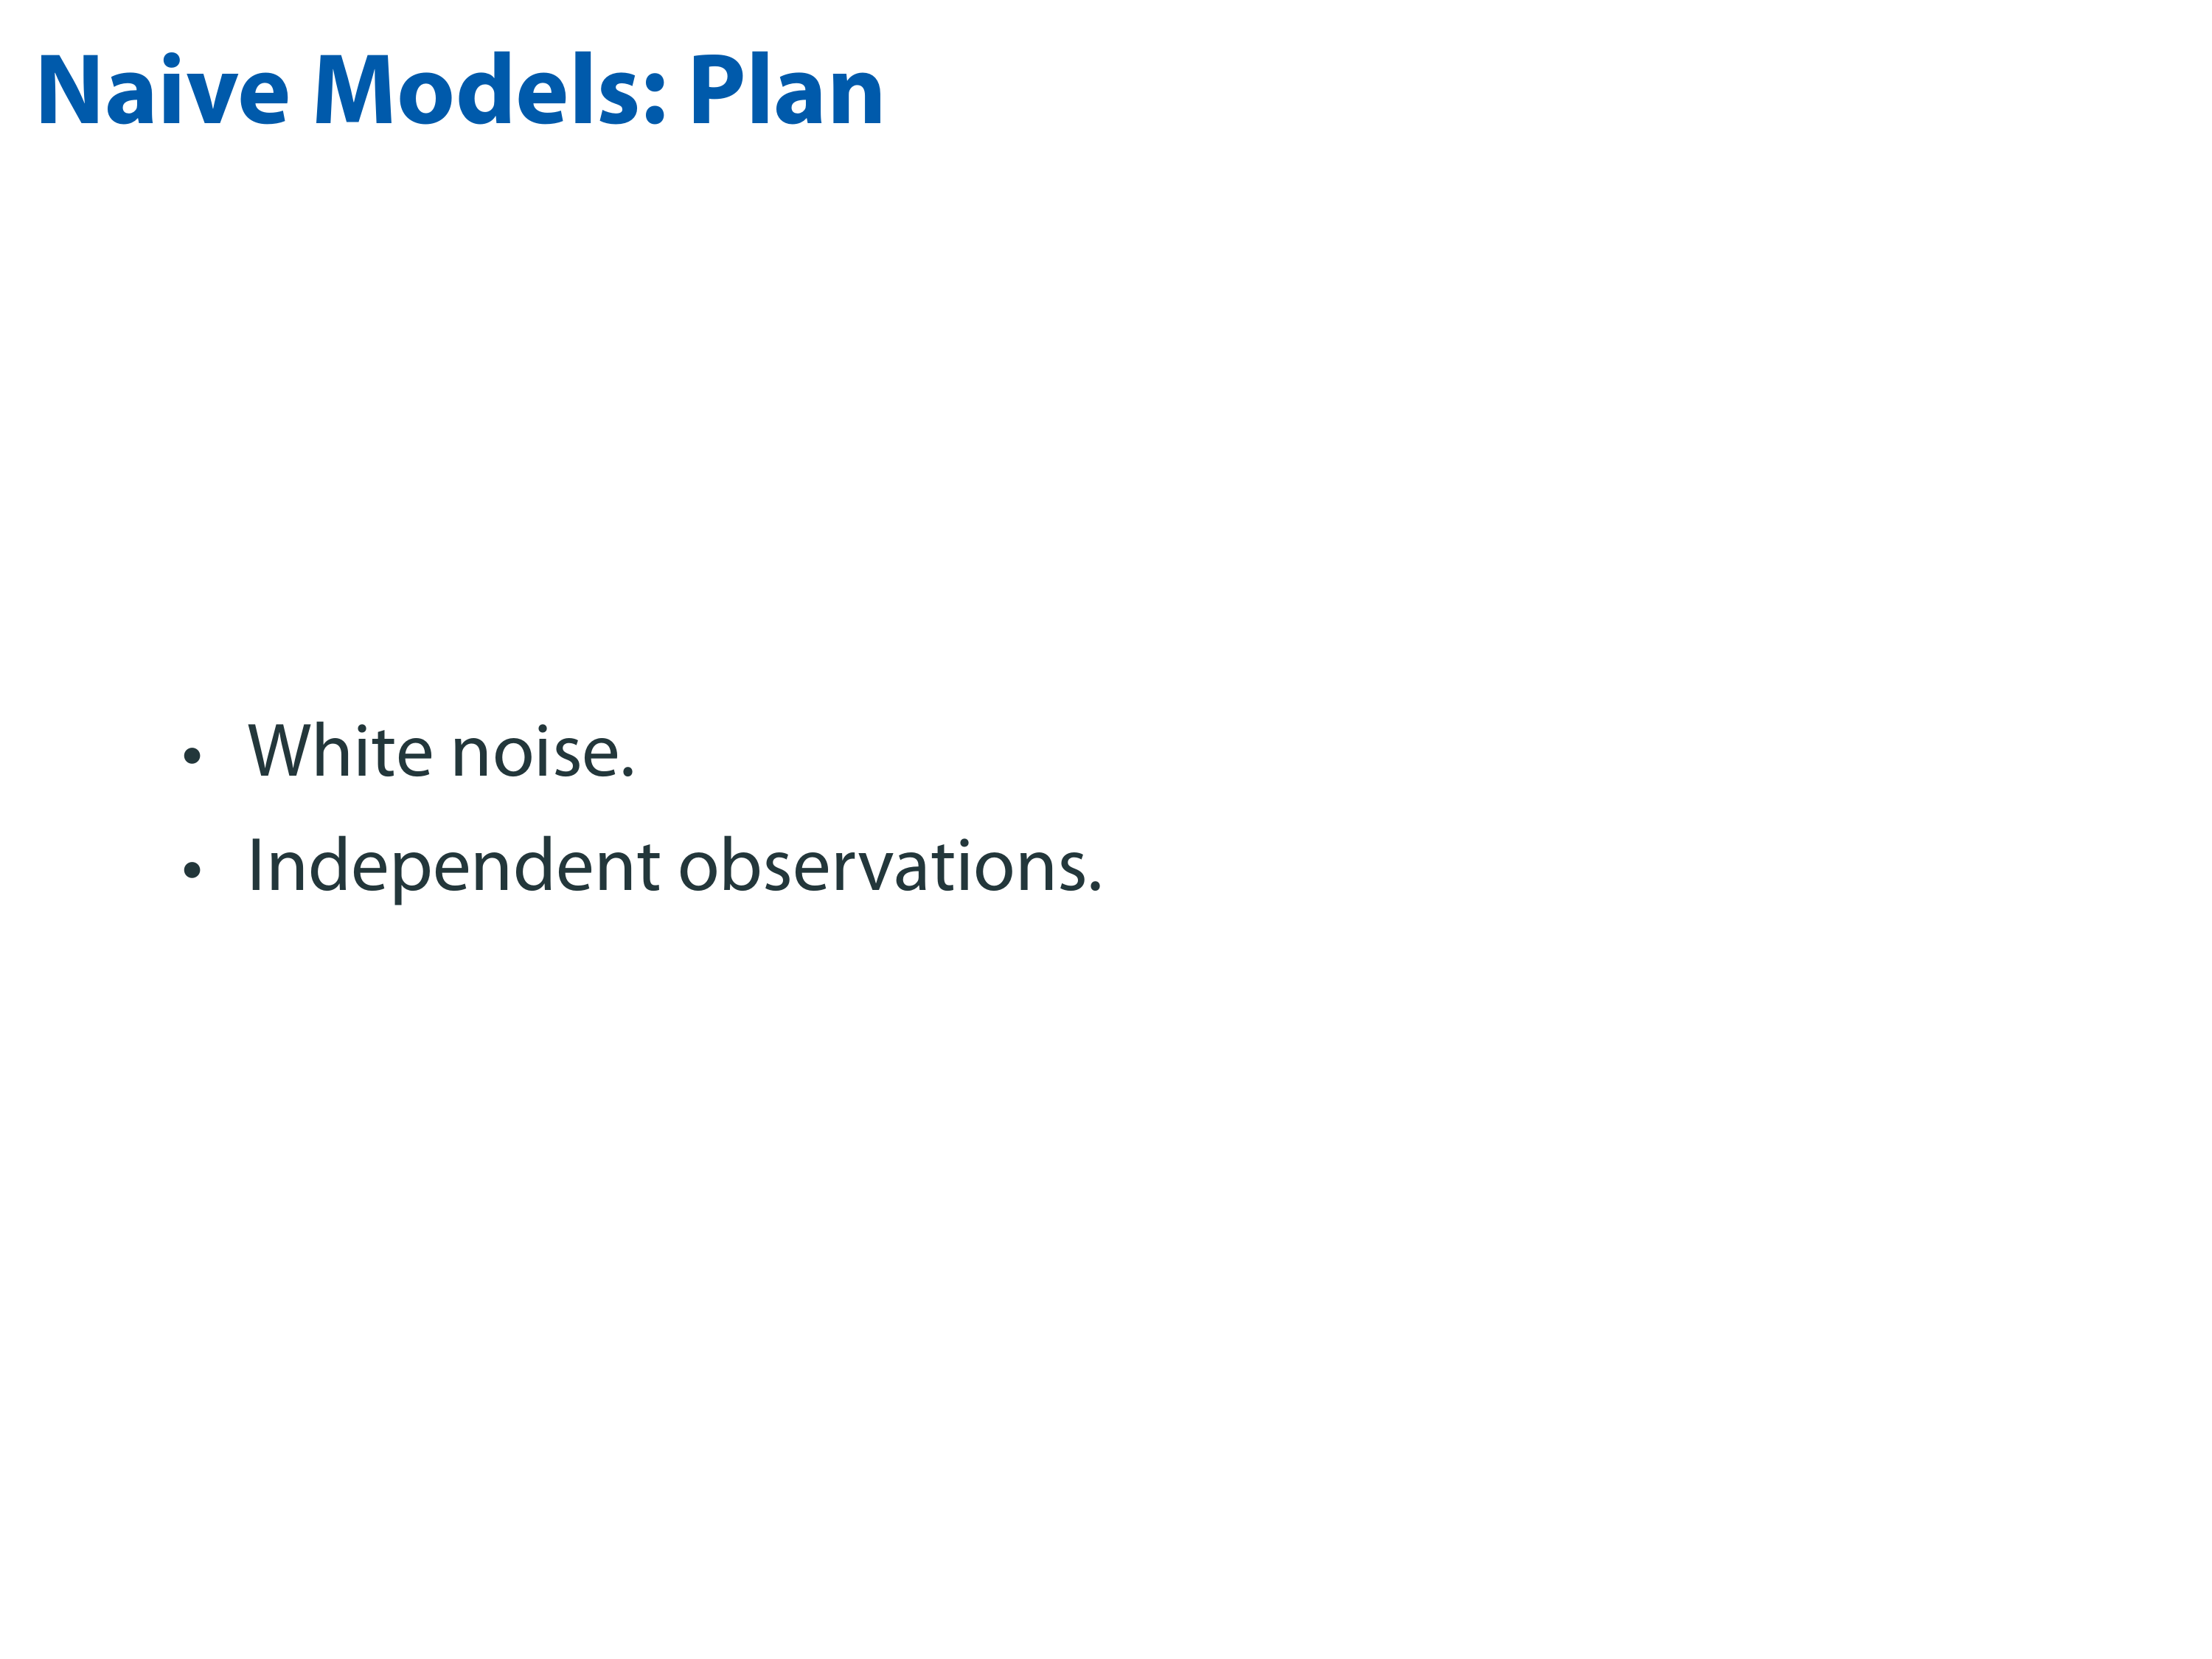 Naive Models: Plan
• White noise.
• Independent observations.